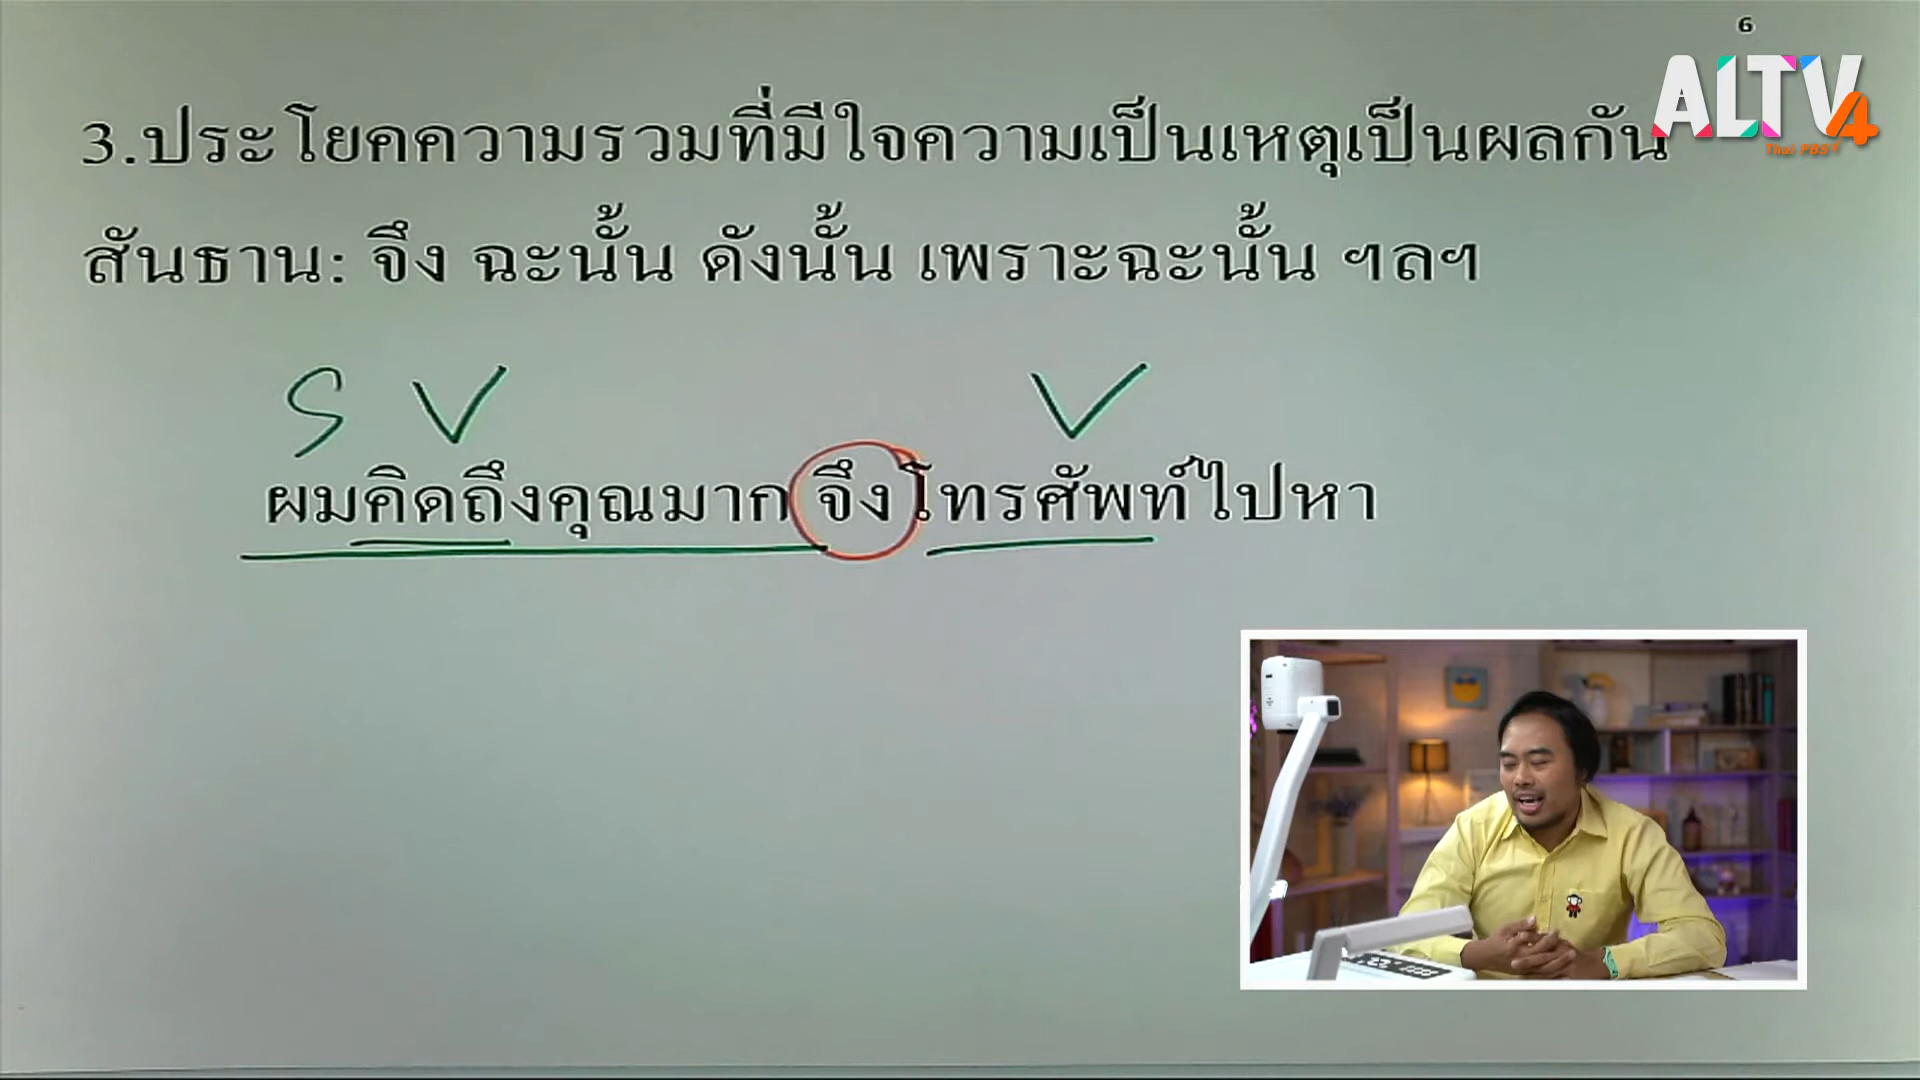 6
ALTV4
Thai PBS
3.ประโยคความรวมที่มีใจความเป็นเหตุเป็นผลกัน
สันธาน: จึง ฉะนั้น ดังนั้น เพราะฉะนั้น ฯลฯ
S V V
ผมคิดถึงคุณมาก จึงโทรศัพท์ไปหา